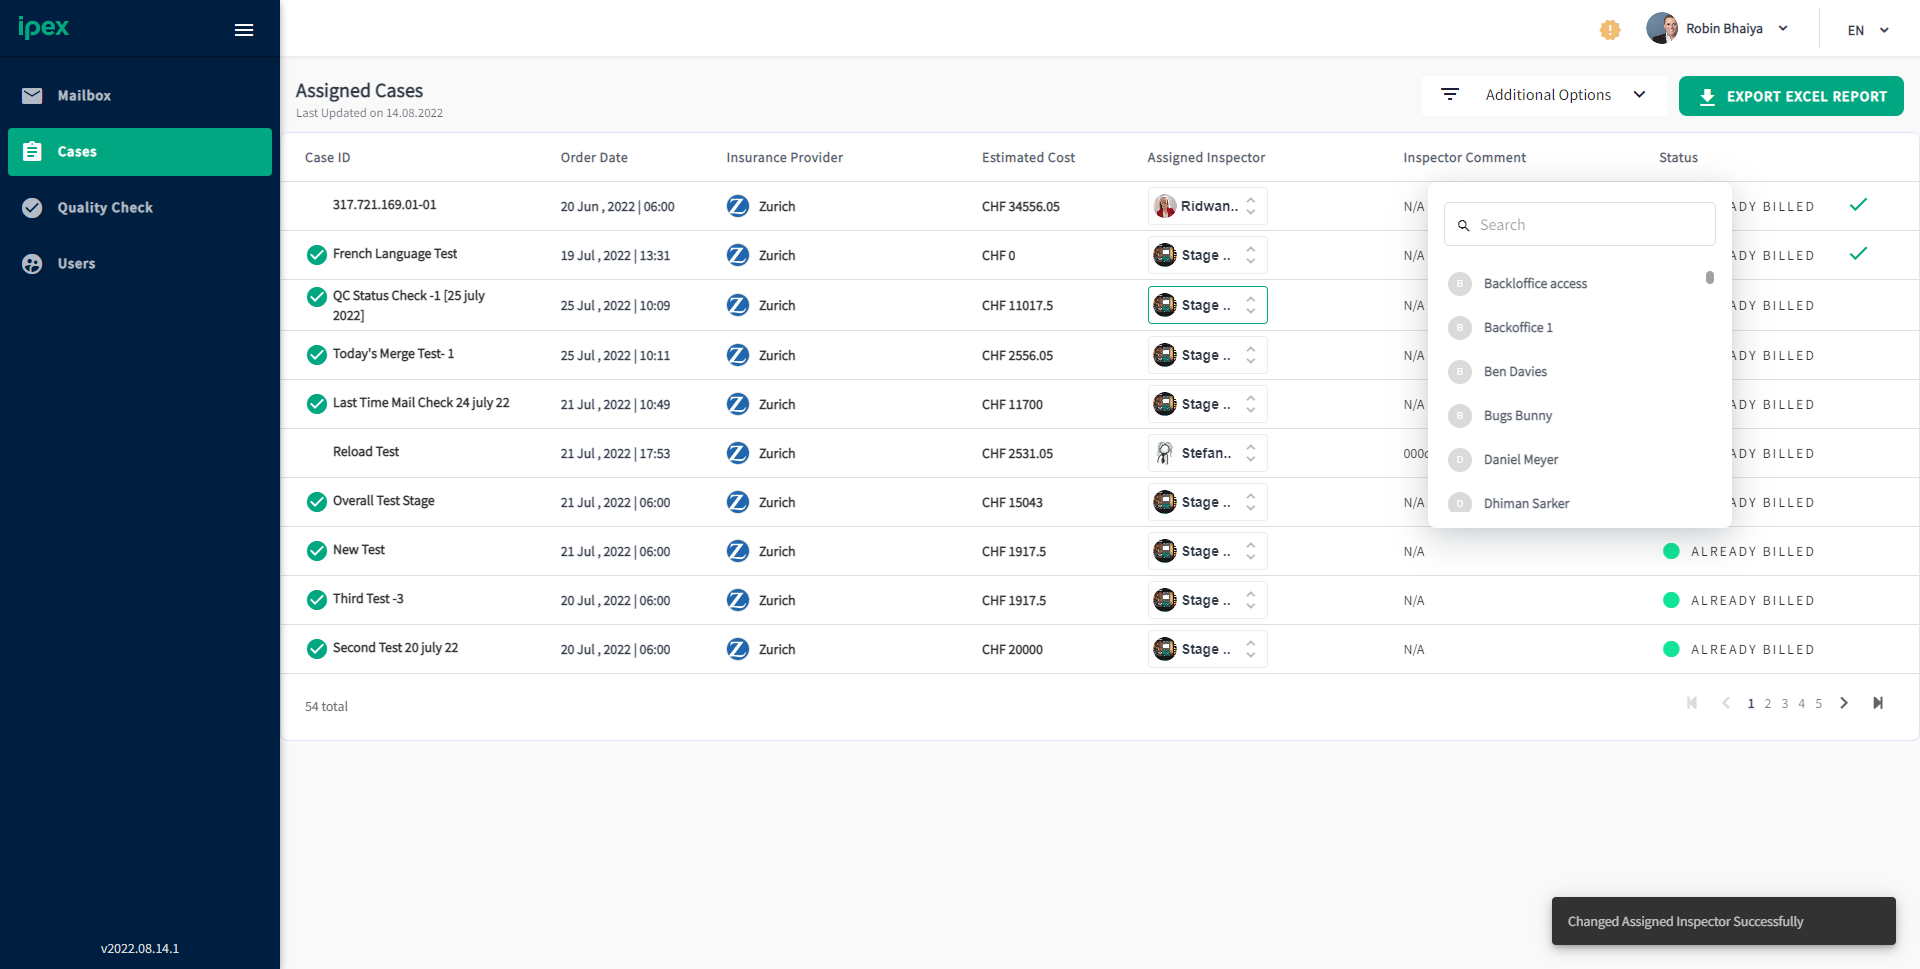 ipex
Robin Bhaiya
EN
Mailbox
Cases
Quality Check
Users
v2022.08.14.1
Assigned Cases
Last Updated on 14.08.2022
Additional Options
EXPORT EXCEL REPORT
Case ID Order Date Insurance Provider Estimated Cost Assigned Inspector Inspector Comment Status
317.721.169.01-01 20 Jun , 2022 | 06:00 Zurich CHF 34556.05 Ridwan.. N/A ADY BILLED
French Language Test 19 Jul , 2022 | 13:31 Zurich CHF 0 Stage .. N/A ADY BILLED
QC Status Check -1 [25 july
2022] 25 Jul , 2022 | 10:09 Zurich CHF 11017.5 Stage .. N/A ADY BILLED
Today's Merge Test- 1 25 Jul , 2022 | 10:11 Zurich CHF 2556.05 Stage .. N/A ADY BILLED
Last Time Mail Check 24 july 22 21 Jul , 2022 | 10:49 Zurich CHF 11700 Stage .. N/A ADY BILLED
Reload Test 21 Jul , 2022 | 17:53 Zurich CHF 2531.05 Stefan.. ADY BILLED
Overall Test Stage 21 Jul , 2022 | 06:00 Zurich CHF 15043 Stage .. N/A ADY BILLED
New Test 21 Jul , 2022 | 06:00 Zurich CHF 1917.5 Stage .. N/A ALREADY BILLED
Third Test -3 20 Jul , 2022 | 06:00 Zurich CHF 1917.5 Stage .. N/A ALREADY BILLED
Second Test 20 july 22 20 Jul , 2022 | 06:00 Zurich CHF 20000 Stage .. N/A ALREADY BILLED
Search
B Backloffice access
B Backoffice 1
B Ben Davies
B Bugs Bunny
D Daniel Meyer
D Dhiman Sarker
54 total
1 2 3 4 5
Changed Assigned Inspector Successfully